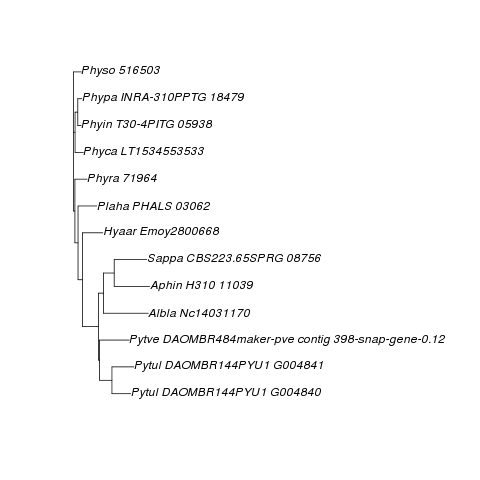 Physo 516503
Phypa INRA-310PPTG 18479
Phyin T30-4PITG 05938
Phyca LT1534553533
Phyra 71964
Plaha PHALS 03062
Hyaar Emoy2800668
Sappa CBS223.65SPRG 08756
Aphin H310 11039
Albla Nc14031170
Pytve DAOMBR484maker-pve contig 398-snap-gene-0.12
Pytul DAOMBR144PYU1 G004841
Pytul DAOMBR144PYU1 G004840